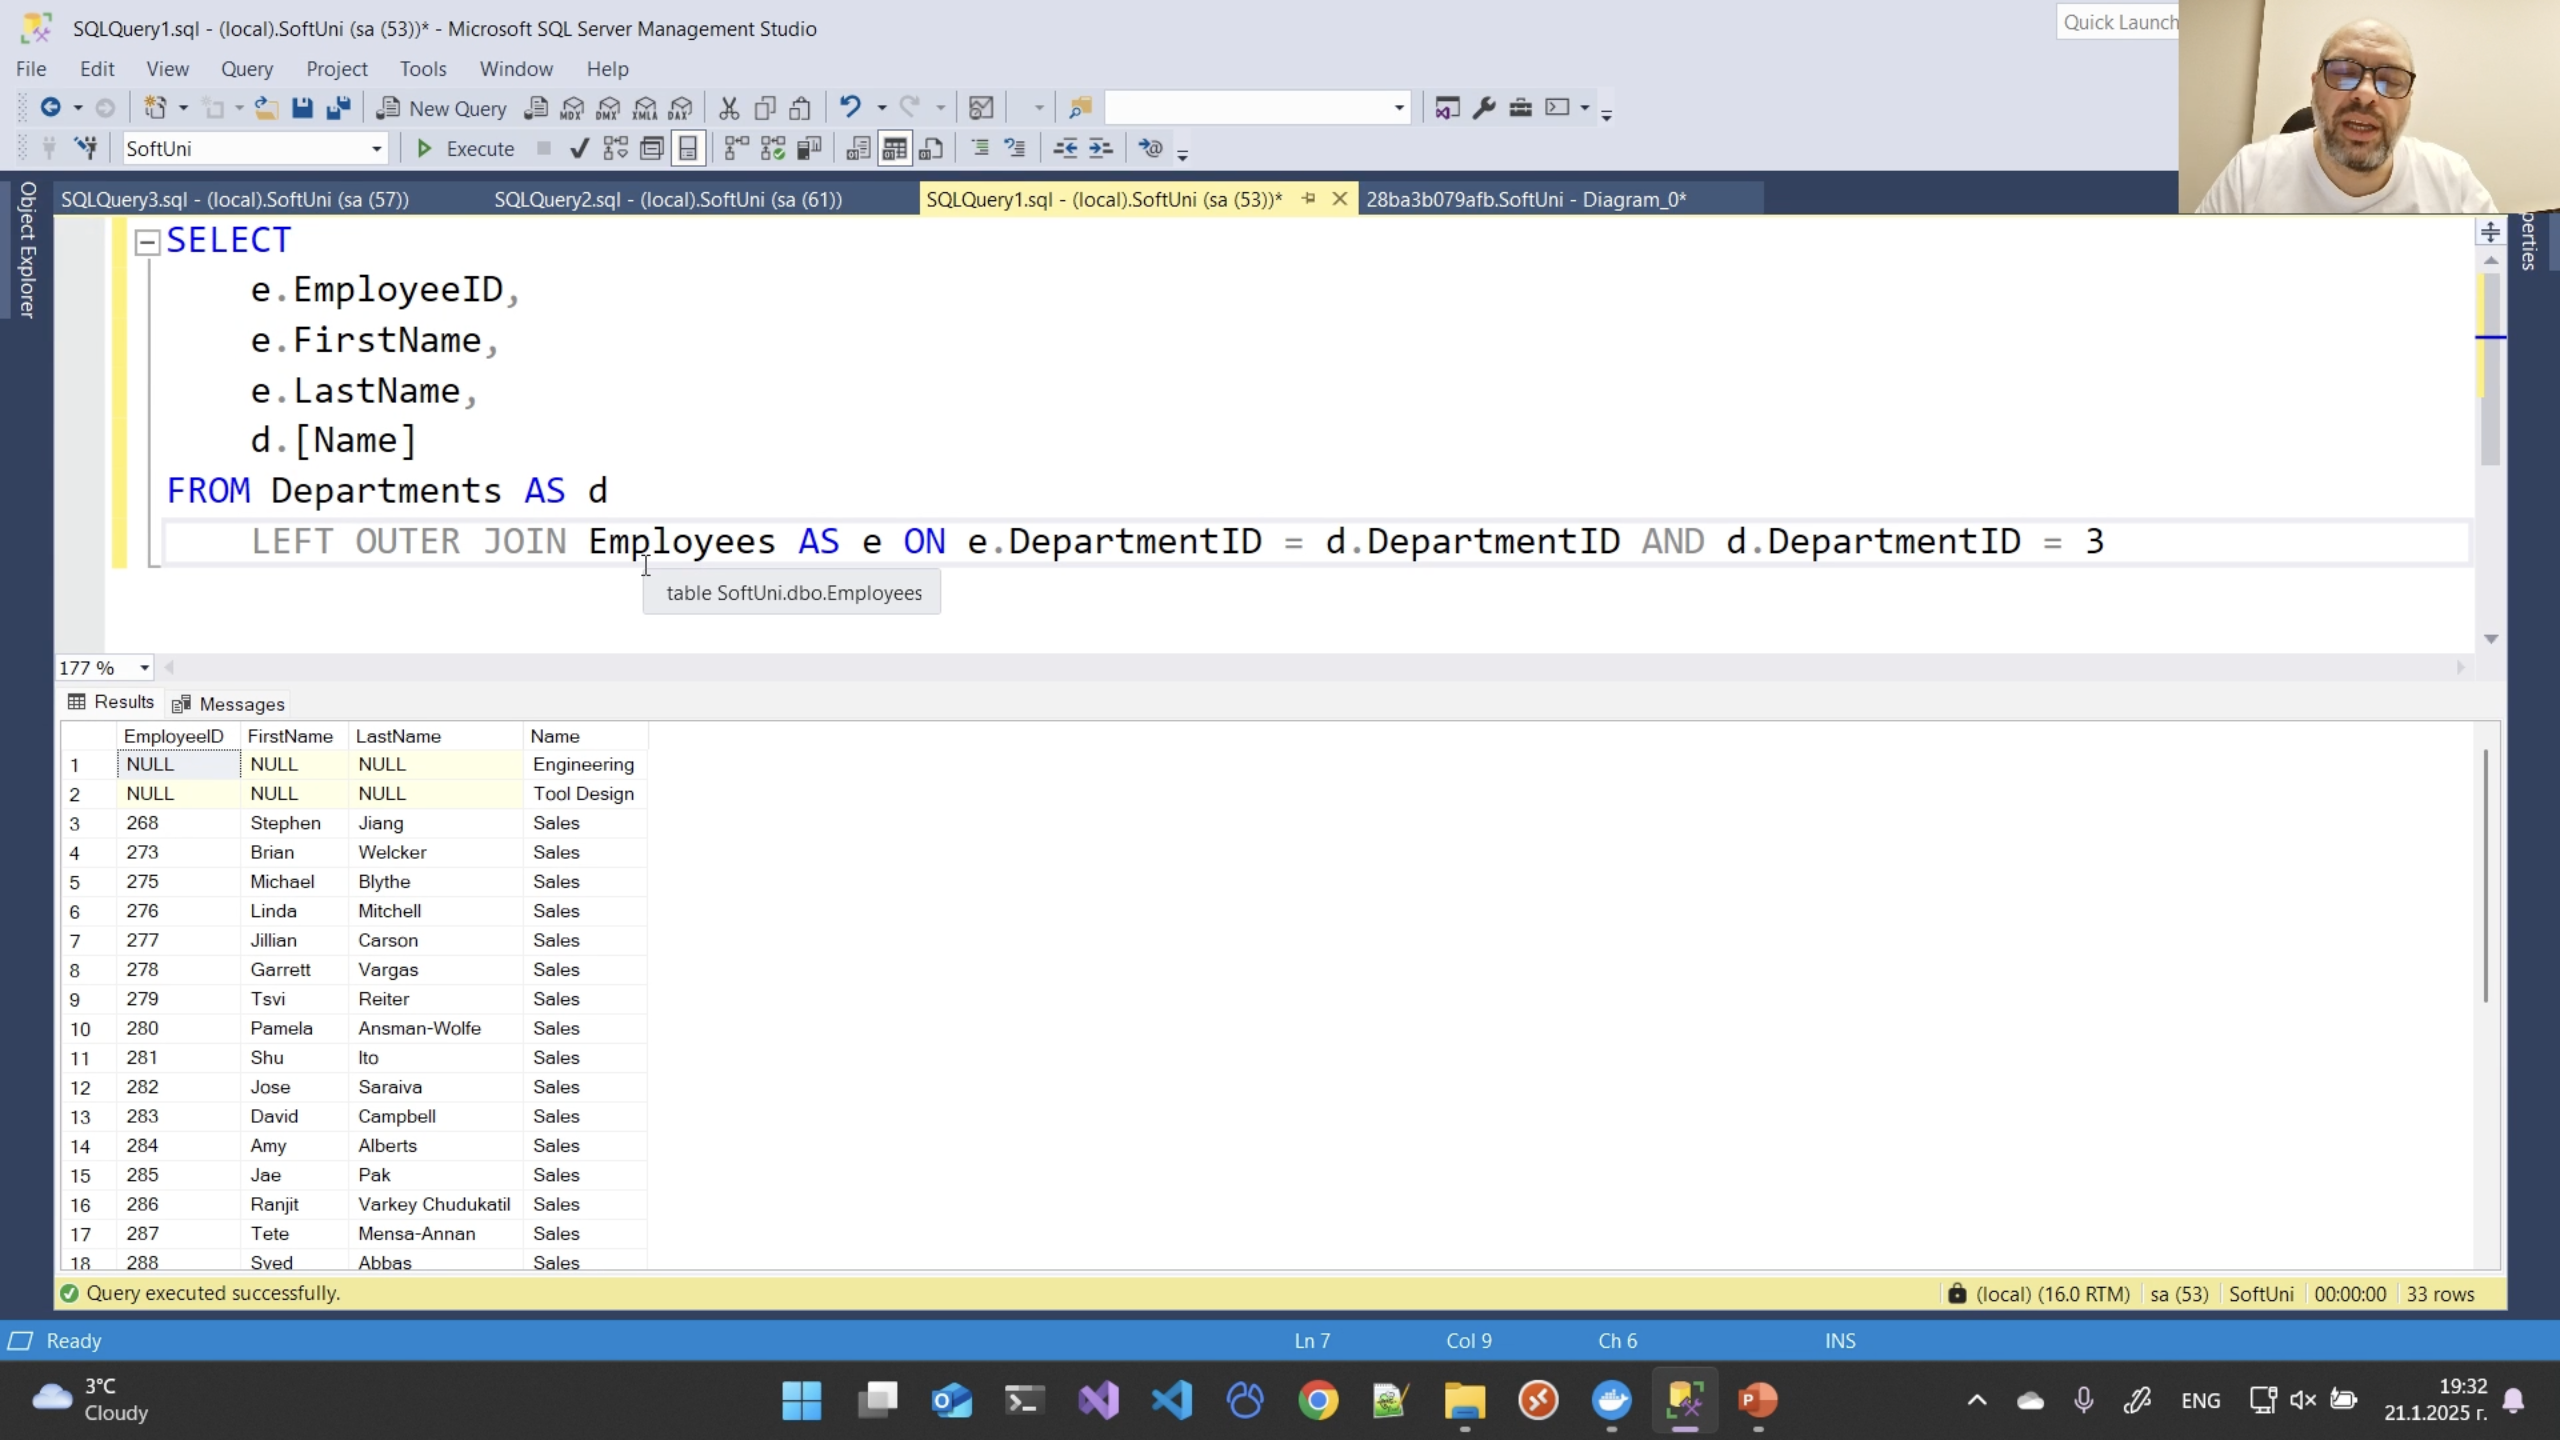 SQLQuery1.sql - (local).SoftUni (sa (53))* - Microsoft SQL Server Management Studio
Quick Launch
File Edit View Query Project Tools Window Help
New Query MDX DMX XMLA DAX
SoftUni Execute
SQLQuery3.sql - (local).SoftUni (sa (57)) SQLQuery2.sql - (local).SoftUni (sa (61)) SQLQuery1.sql - (local).SoftUni (sa (53))* 28ba3b079afb.SoftUni - Diagram_0*
Object Explorer
perties
SELECT
e.EmployeeID,
e.FirstName,
e.LastName,
d.[Name]
FROM Departments AS d
LEFT OUTER JOIN Employees AS e ON e.DepartmentID = d.DepartmentID AND d.DepartmentID = 3
table SoftUni.dbo.Employees
177 %
Results Messages
EmployeeID FirstName LastName Name
1 NULL NULL NULL Engineering
2 NULL NULL NULL Tool Design
3 268 Stephen Jiang Sales
4 273 Brian Welcker Sales
5 275 Michael Blythe Sales
6 276 Linda Mitchell Sales
7 277 Jillian Carson Sales
8 278 Garrett Vargas Sales
9 279 Tsvi Reiter Sales
10 280 Pamela Ansman-Wolfe Sales
11 281 Shu Ito Sales
12 282 Jose Saraiva Sales
13 283 David Campbell Sales
14 284 Amy Alberts Sales
15 285 Jae Pak Sales
16 286 Ranjit Varkey Chudukatil Sales
17 287 Tete Mensa-Annan Sales
18 288 Syed Abbas Sales
Query executed successfully. (local) (16.0 RTM) sa (53) SoftUni 00:00:00 33 rows
Ready Ln 7 Col 9 Ch 6 INS
3°C
Cloudy
ENG
19:32
21.1.2025 г.